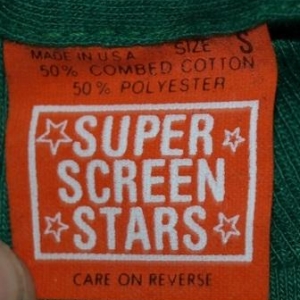 MADE IN U.S.A. SIZE S
50% COMBED COTTON
50% POLYESTER
SUPER
SCREEN
STARS
CARE ON REVERSE